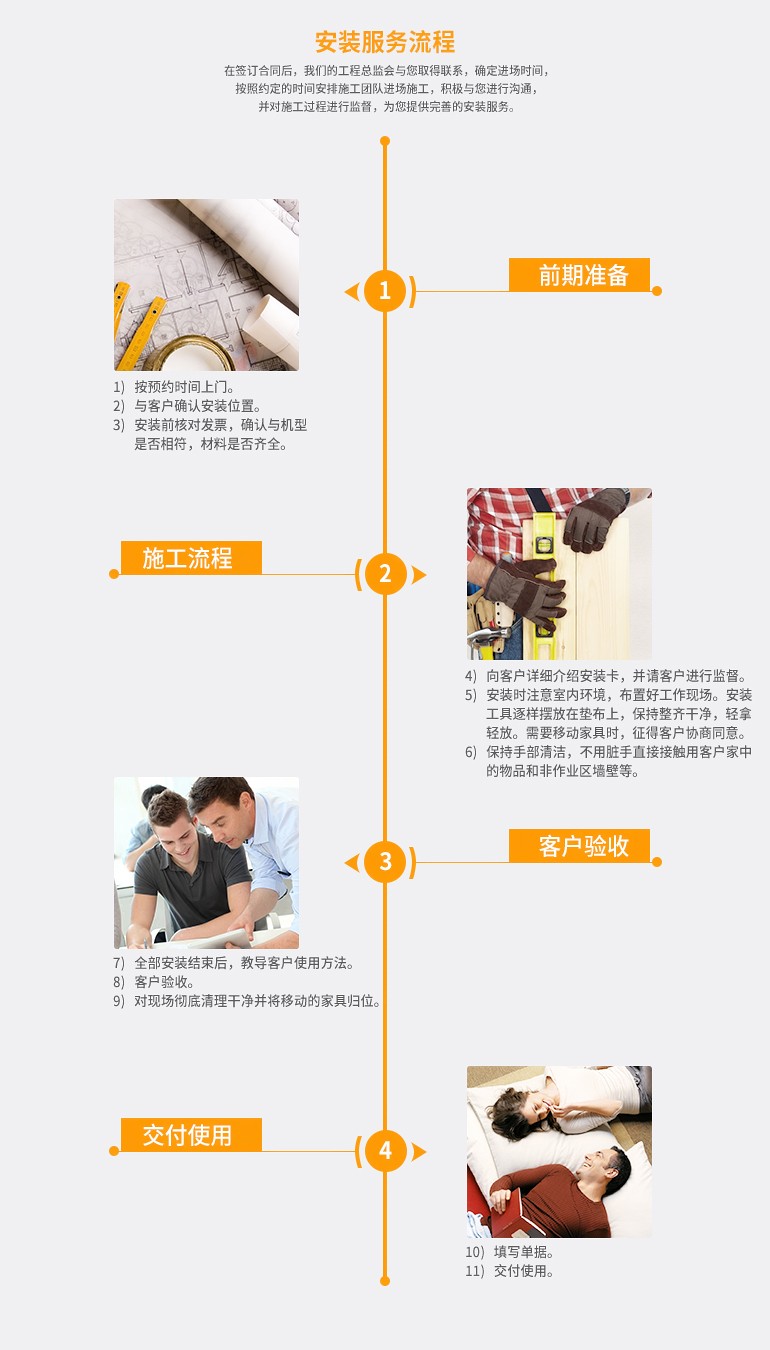 安装服务流程
在签订合同后，我们的工程总监会与您取得联系，确定进场时间，
按照约定的时间安排施工团队进场施工，积极与您进行沟通，
并对施工过程进行监督，为您提供完善的安装服务。
1
前期准备
1) 按预约时间上门。
2) 与客户确认安装位置。
3) 安装前核对发票，确认与机型
是否相符，材料是否齐全。
施工流程
2
4) 向客户详细介绍安装卡，并请客户进行监督。
5) 安装时注意室内环境，布置好工作现场。安装
工具逐样摆放在垫布上，保持整齐干净，轻拿
轻放。需要移动家具时，征得客户协商同意。
6) 保持手部清洁，不用脏手直接接触用客户家中
的物品和非作业区墙壁等。
3
客户验收
7) 全部安装结束后，教导客户使用方法。
8) 客户验收。
9) 对现场彻底清理干净并将移动的家具归位。
交付使用
4
10) 填写单据。
11) 交付使用。